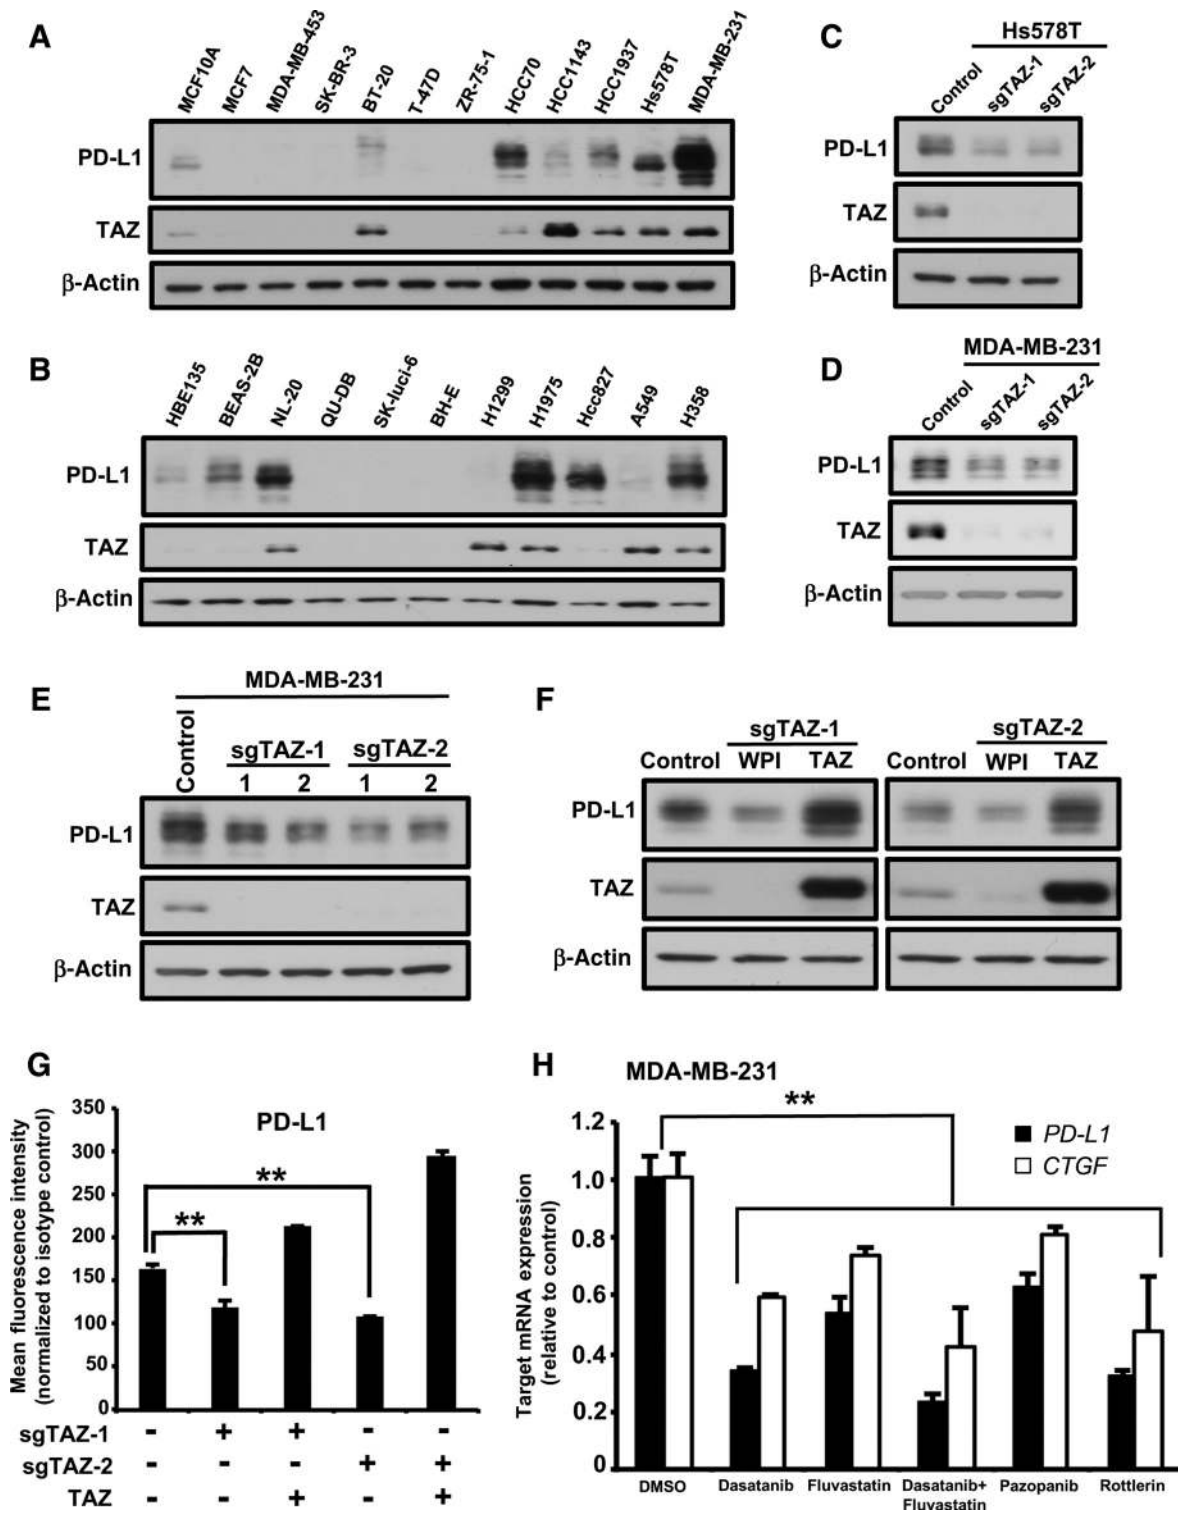 A
MCF10A MCF7 MDA-MB-453 SK-BR-3 BT-20 T-47D ZR-75-1 HCC70 HCC1143 HCC1937 Hs578T MDA-MB-231
PD-L1
TAZ
β-Actin
C
Hs578T
Control sgTAZ-1 sgTAZ-2
PD-L1
TAZ
β-Actin
B
HBE135 BEAS-2B NL-20 QU-DB SK-luci-6 BH-E H1299 H1975 Hcc827 A549 H358
PD-L1
TAZ
β-Actin
D
MDA-MB-231
Control sgTAZ-1 sgTAZ-2
PD-L1
TAZ
β-Actin
E
MDA-MB-231
Control sgTAZ-1 sgTAZ-2
1 2 1 2
PD-L1
TAZ
β-Actin
F
sgTAZ-1 sgTAZ-2
Control WPI TAZ Control WPI TAZ
PD-L1
TAZ
β-Actin
G
PD-L1
Mean fluorescence intensity
(normalized to isotype control)
350
300
250
200
150
100
50
0
**
**
sgTAZ-1 - + + - -
sgTAZ-2 - - - + +
TAZ - - + - +
H
MDA-MB-231
**
PD-L1
CTGF
Target mRNA expression
(relative to control)
1.2
1.0
0.8
0.6
0.4
0.2
0
DMSO Dasatanib Fluvastatin Dasatanib+ Pazopanib Rottlerin
Fluvastatin